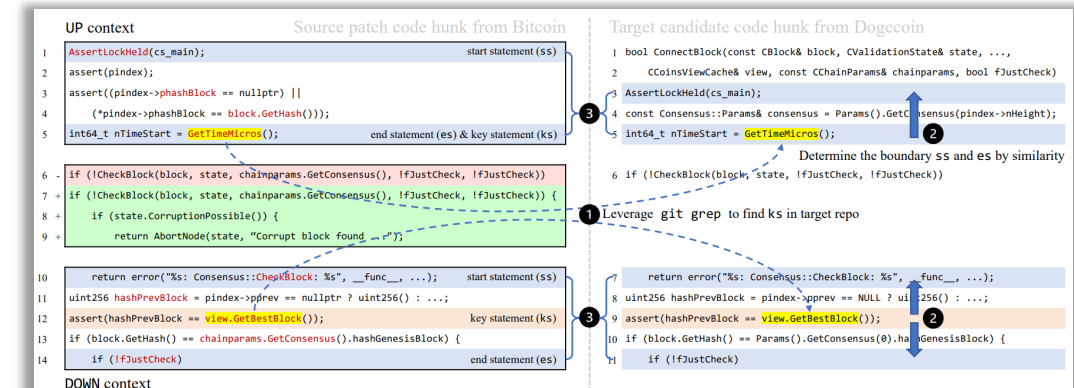 UP context
Source patch code hunk from Bitcoin
1 AssertLockHeld(cs_main); start statement (ss)
2 assert(pindex);
3 assert((pindex->phashBlock == nullptr) ||
4 (*pindex->phashBlock == block.GetHash()));
5 int64_t nTimeStart = GetTimeMicros(); end statement (es) & key statement (ks)
6 - if (!CheckBlock(block, state, chainparams.GetConsensus(), !fJustCheck, !fJustCheck))
7 + if (!CheckBlock(block, state, chainparams.GetConsensus(), !fJustCheck, !fJustCheck)) {
8 + if (state.CorruptionPossible()) {
9 + return AbortNode(state, “Corrupt block found ...");
10 return error("%s: Consensus::CheckBlock: %s", __func__, ...); start statement (ss)
11 uint256 hashPrevBlock = pindex->pprev == nullptr ? uint256() : ...;
12 assert(hashPrevBlock == view.GetBestBlock()); key statement (ks)
13 if (block.GetHash() == chainparams.GetConsensus().hashGenesisBlock) {
14 if (!fJustCheck) end statement (es)
DOWN context
3
3
1 Leverage git grep to find ks in target repo
Target candidate code hunk from Dogecoin
1 bool ConnectBlock(const CBlock& block, CValidationState& state, ...,
2 CCoinsViewCache& view, const CChainParams& chainparams, bool fJustCheck)
3 AssertLockHeld(cs_main);
4 const Consensus::Params& consensus = Params().GetConsensus(pindex->nHeight);
5 int64_t nTimeStart = GetTimeMicros();
2
Determine the boundary ss and es by similarity
6 if (!CheckBlock(block, state, !fJustCheck, !fJustCheck))
7 return error("%s: Consensus::CheckBlock: %s", __func__, ...);
8 uint256 hashPrevBlock = pindex->pprev == NULL ? uint256() : ...;
9 assert(hashPrevBlock == view.GetBestBlock());
2
10 if (block.GetHash() == Params().GetConsensus(0).hashGenesisBlock) {
11 if (!fJustCheck)